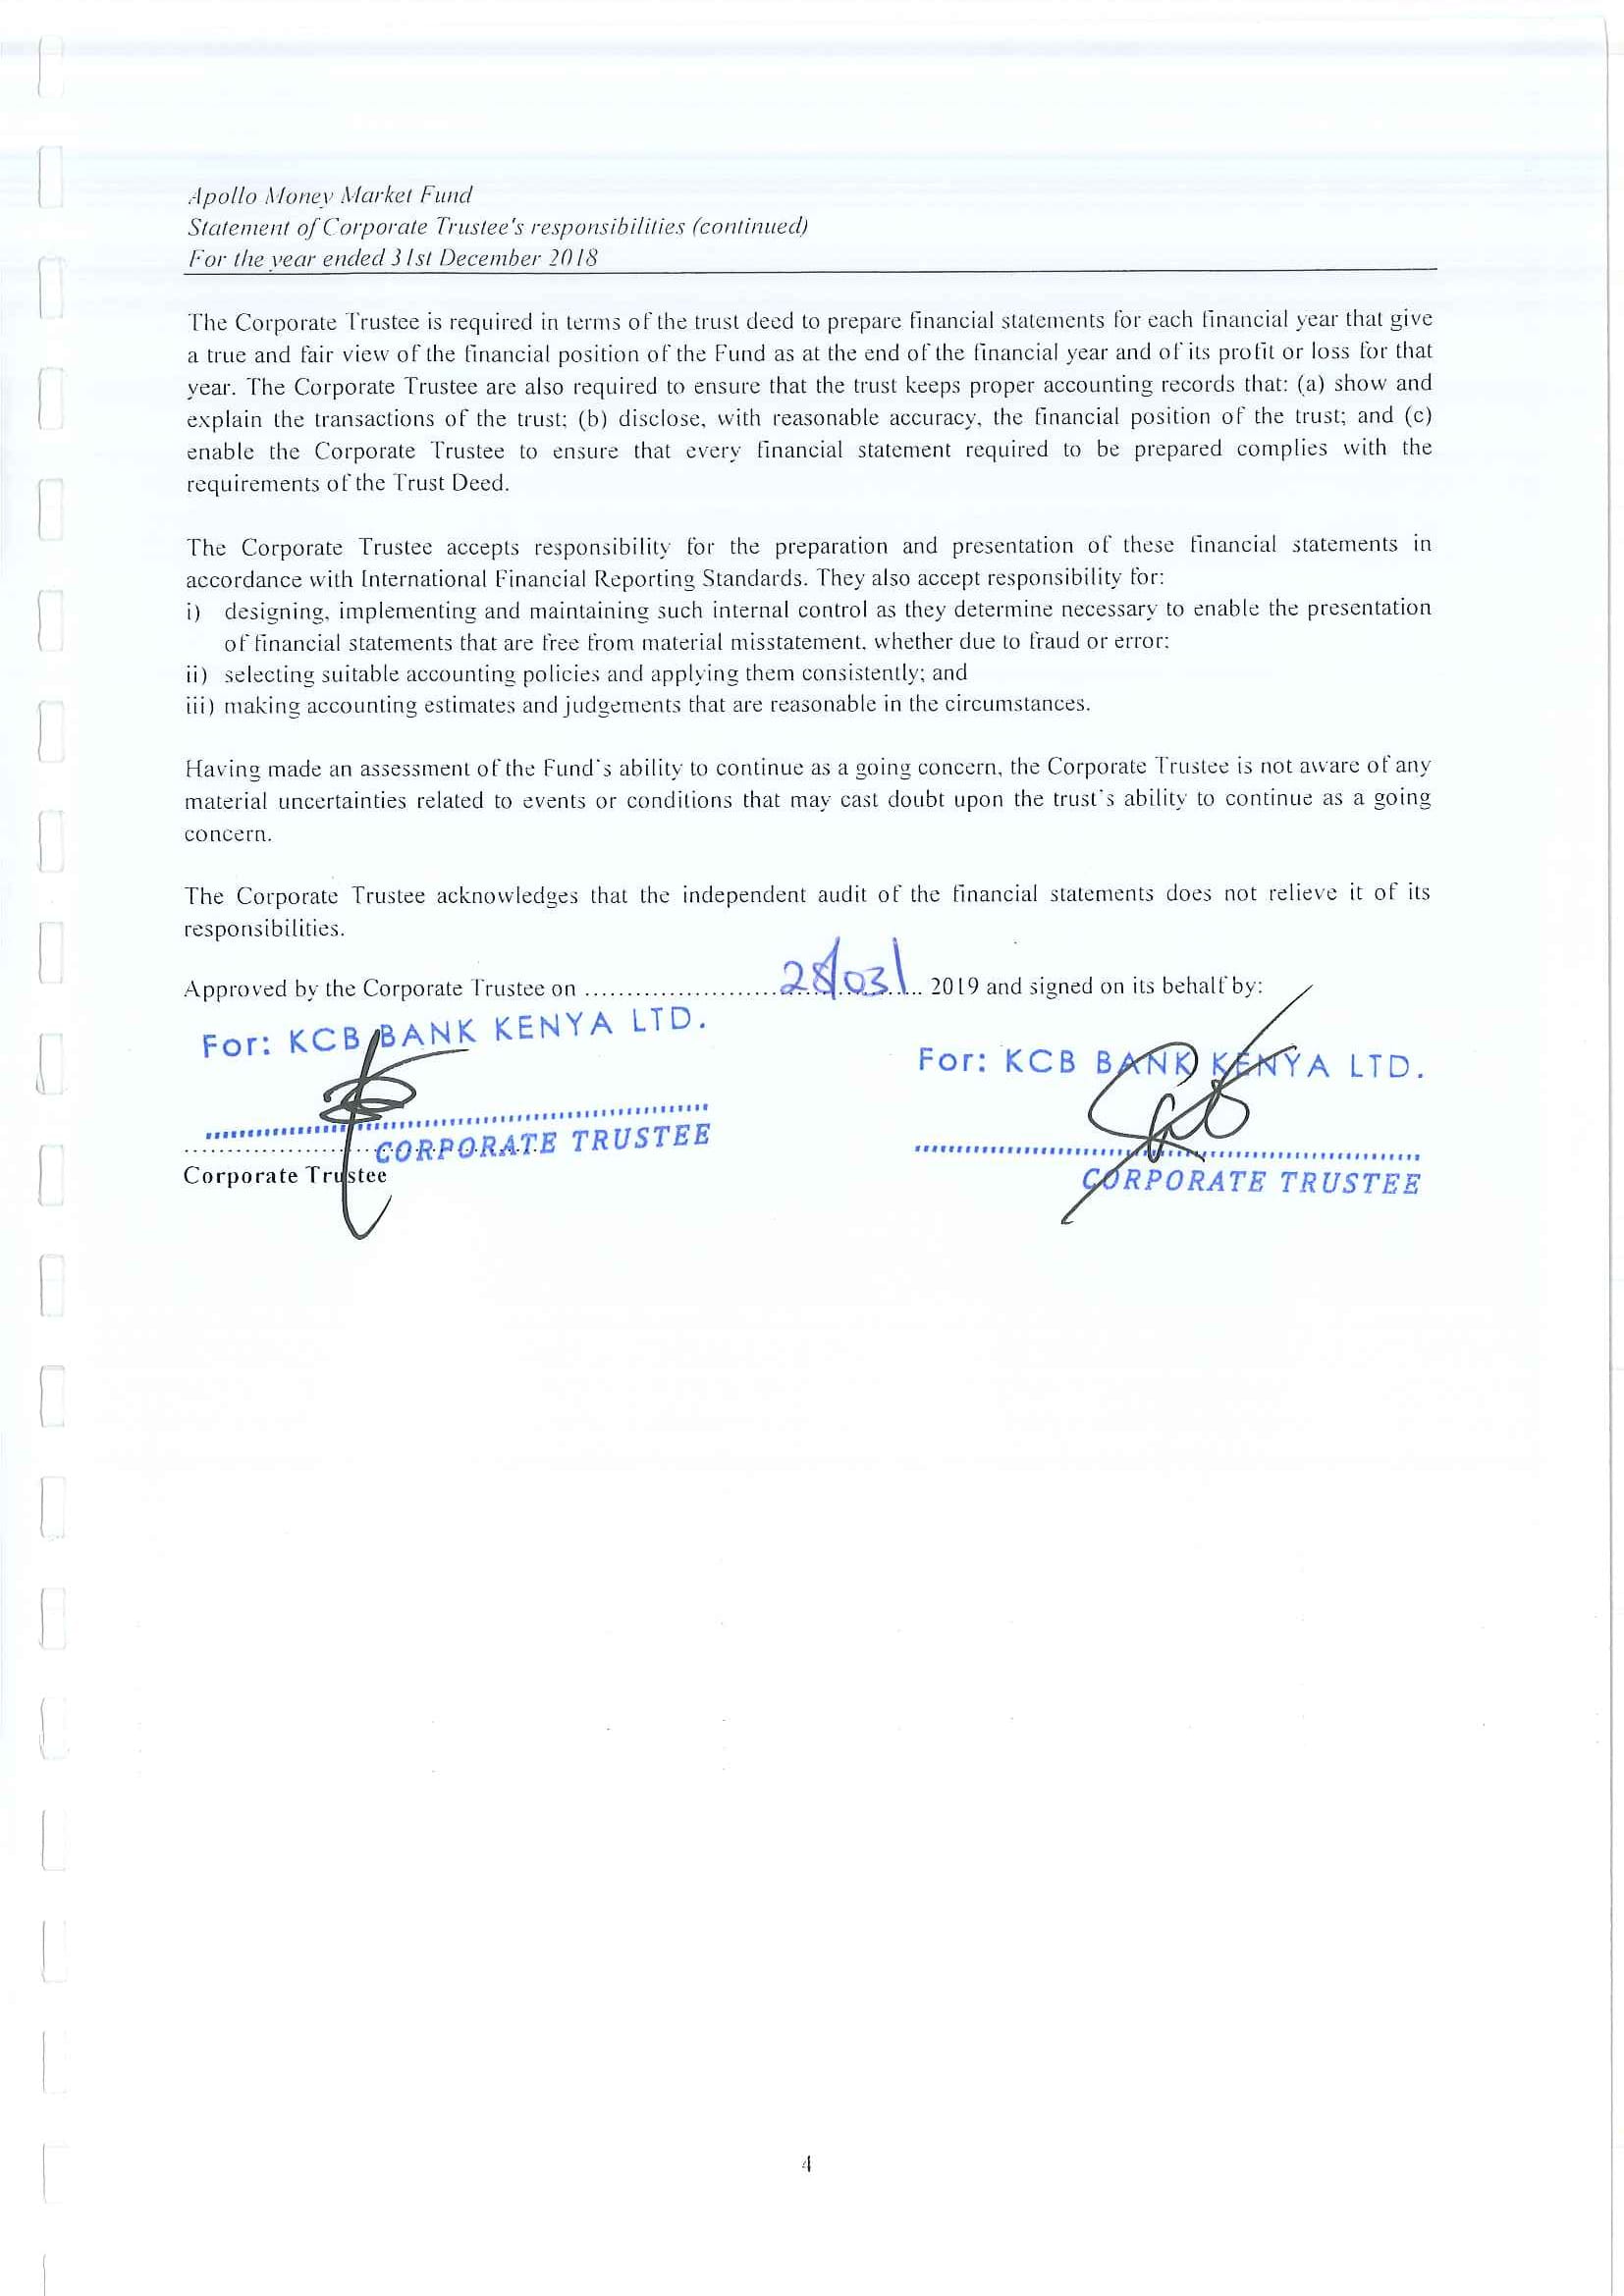 Apollo Money Market Fund
Statement of Corporate Trustee's responsibilities (continued)
For the year ended 31st December 2018
The Corporate Trustee is required in terms of the trust deed to prepare financial statements for each financial year that give
a true and fair view of the financial position of the Fund as at the end of the financial year and of its profit or loss for that
year. The Corporate Trustee are also required to ensure that the trust keeps proper accounting records that: (a) show and
explain the transactions of the trust; (b) disclose, with reasonable accuracy, the financial position of the trust; and (c)
enable the Corporate Trustee to ensure that every financial statement required to be prepared complies with the
requirements of the Trust Deed.
The Corporate Trustee accepts responsibility for the preparation and presentation of these financial statements in
accordance with International Financial Reporting Standards. They also accept responsibility for:
i) designing, implementing and maintaining such internal control as they determine necessary to enable the presentation
of financial statements that are free from material misstatement, whether due to fraud or error;
ii) selecting suitable accounting policies and applying them consistently; and
iii) making accounting estimates and judgements that are reasonable in the circumstances.
Having made an assessment of the Fund's ability to continue as a going concern, the Corporate Trustee is not aware of any
material uncertainties related to events or conditions that may cast doubt upon the trust's ability to continue as a going
concern.
The Corporate Trustee acknowledges that the independent audit of the financial statements does not relieve it of its
responsibilities.
Approved by the Corporate Trustee on ........................28/03/.. 2019 and signed on its behalf by:
For: KCB BANK KENYA LTD.
CORPORATE TRUSTEE
Corporate Trustee
For: KCB BANK KENYA LTD.
CORPORATE TRUSTEE
4